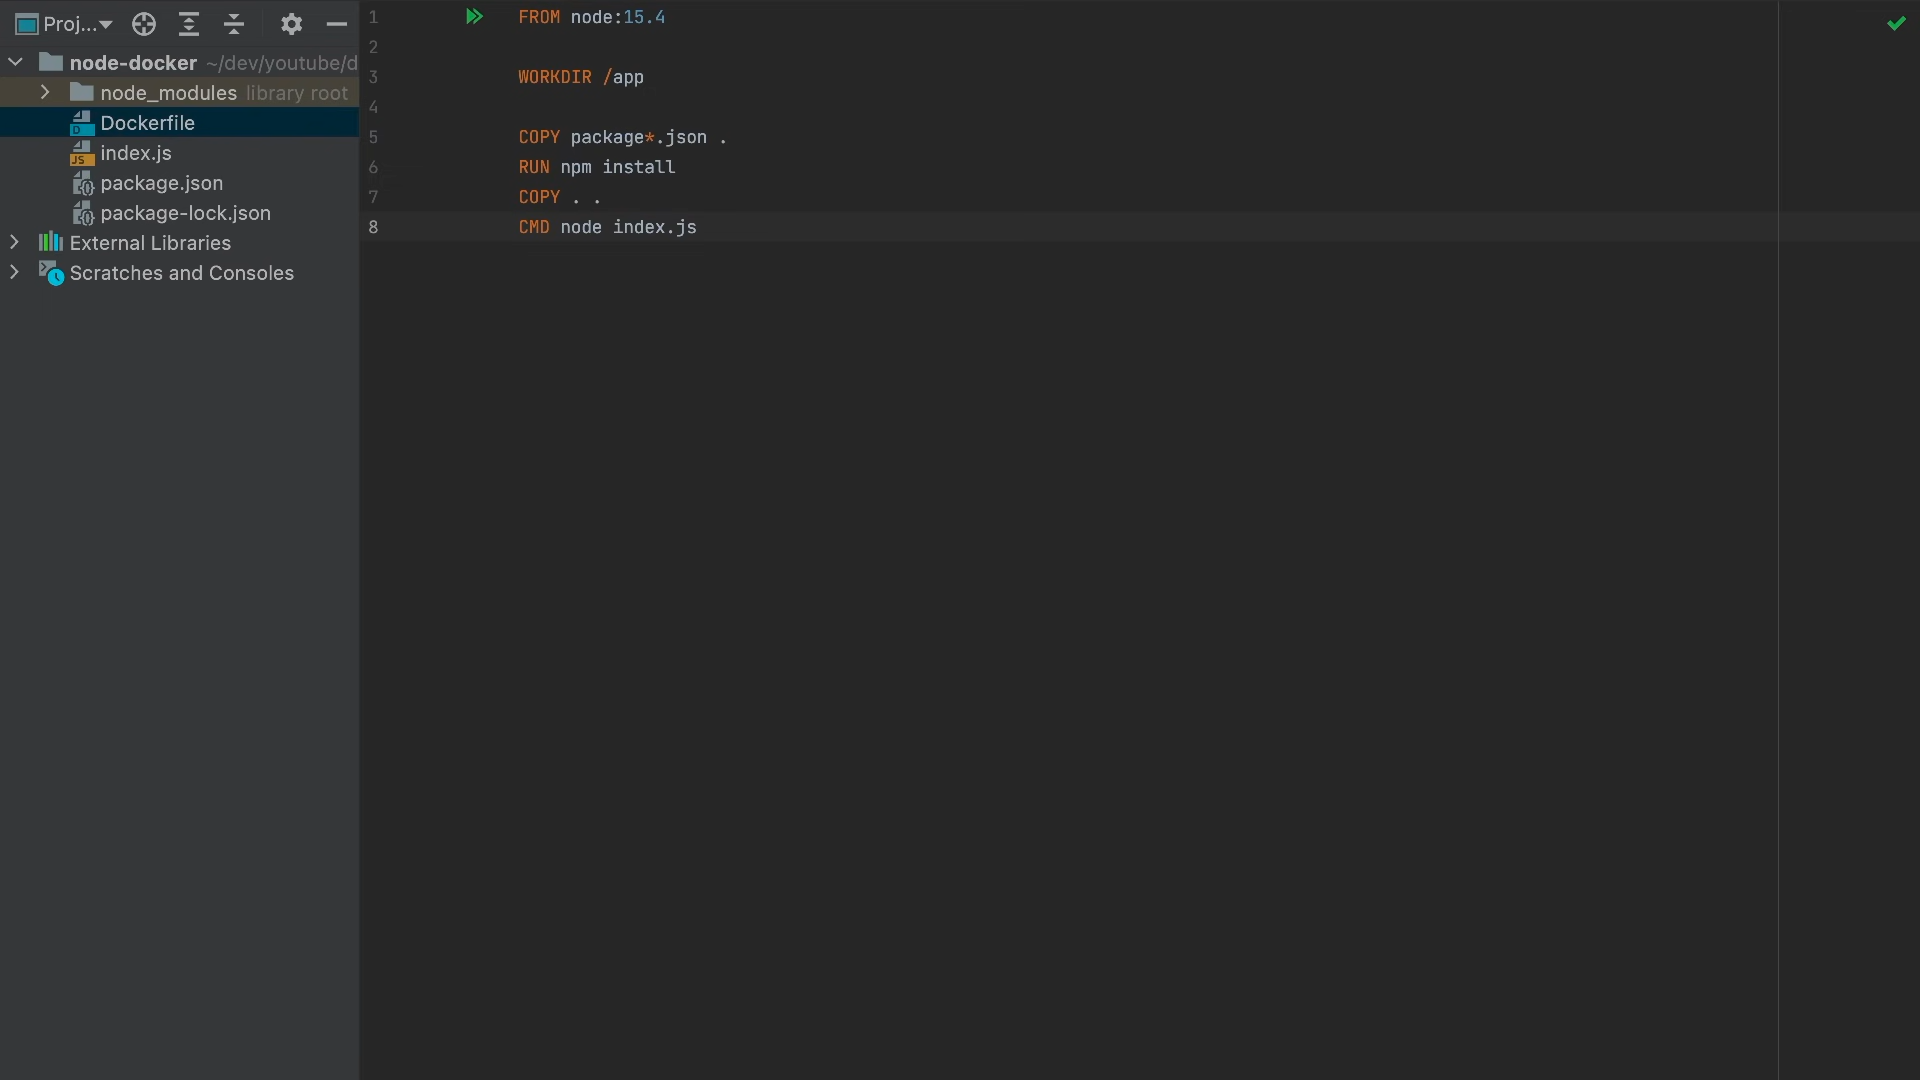 Proj...
node-docker ~/dev/youtube/d
node_modules library root
Dockerfile
index.js
package.json
package-lock.json
External Libraries
Scratches and Consoles
1 FROM node:15.4
2
3 WORKDIR /app
4
5 COPY package*.json .
6 RUN npm install
7 COPY . .
8 CMD node index.js